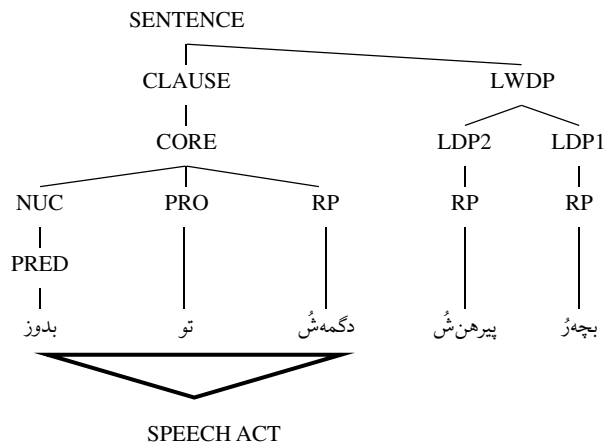 SENTENCE
CLAUSE LWDP
CORE LDP2 LDP1
NUC PRO RP RP RP
PRED
بچه‌رُ پیرهن‌شُ دگمه‌شُ تو بدوز
SPEECH ACT